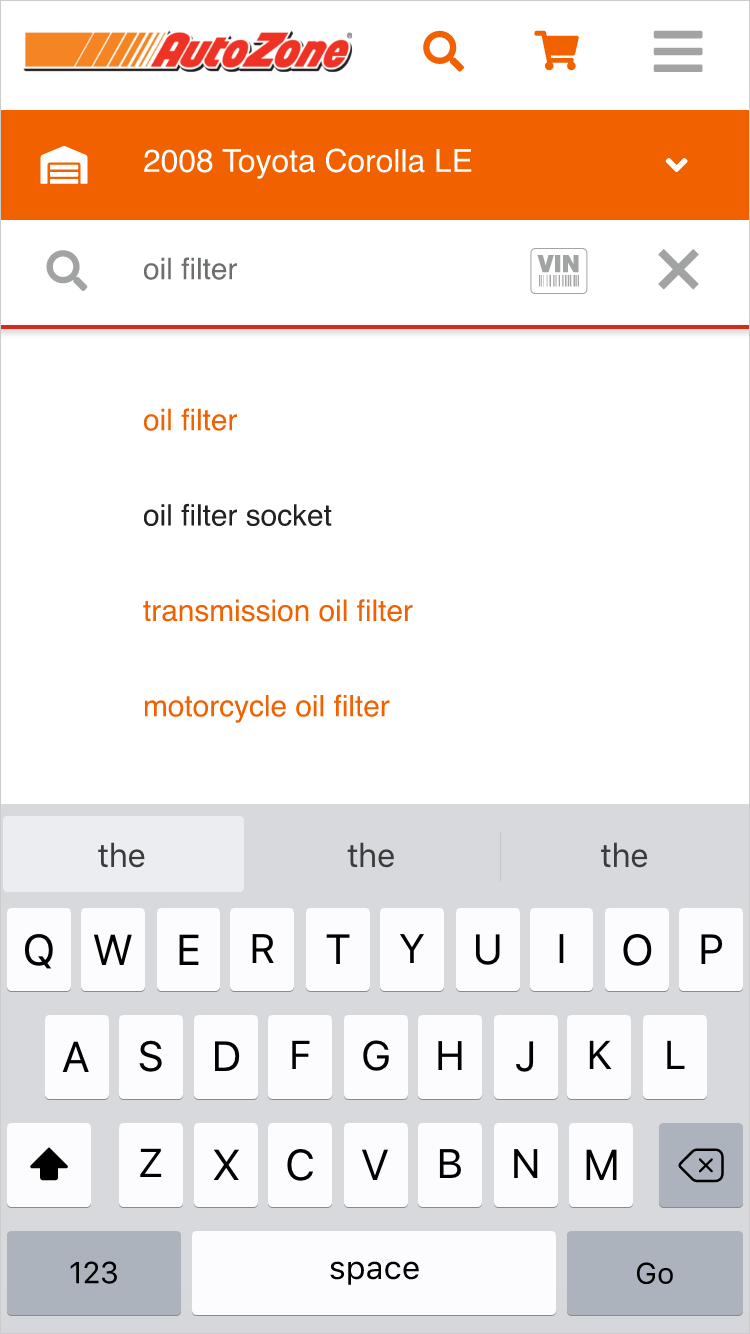 AutoZone
2008 Toyota Corolla LE
oil filter VIN
oil filter
oil filter socket
transmission oil filter
motorcycle oil filter
the the the
Q W E R T Y U I O P
A S D F G H J K L
Z X C V B N M
123 space Go